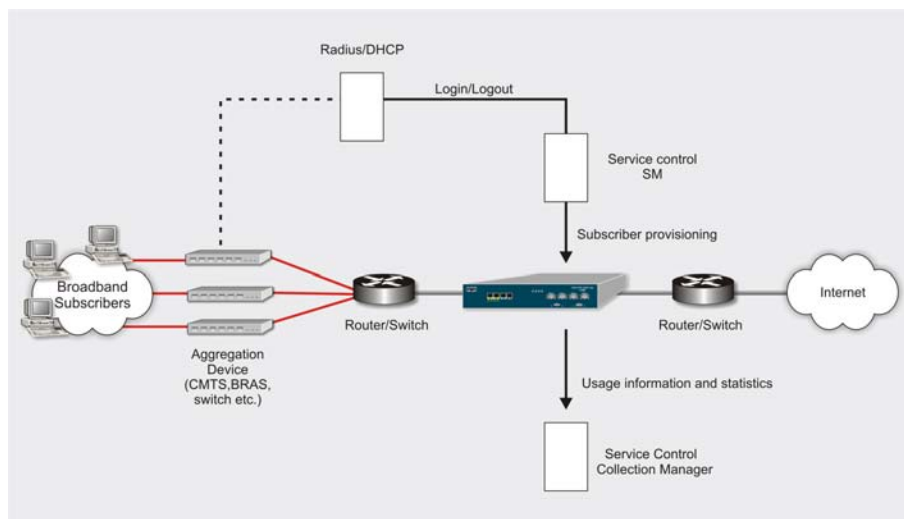 Radius/DHCP
Login/Logout
Service control
SM
Subscriber provisioning
Broadband
Subscribers
Router/Switch
Router/Switch
Internet
Aggregation
Device
(CMTS,BRAS,
switch etc.)
Usage information and statistics
Service Control
Collection Manager